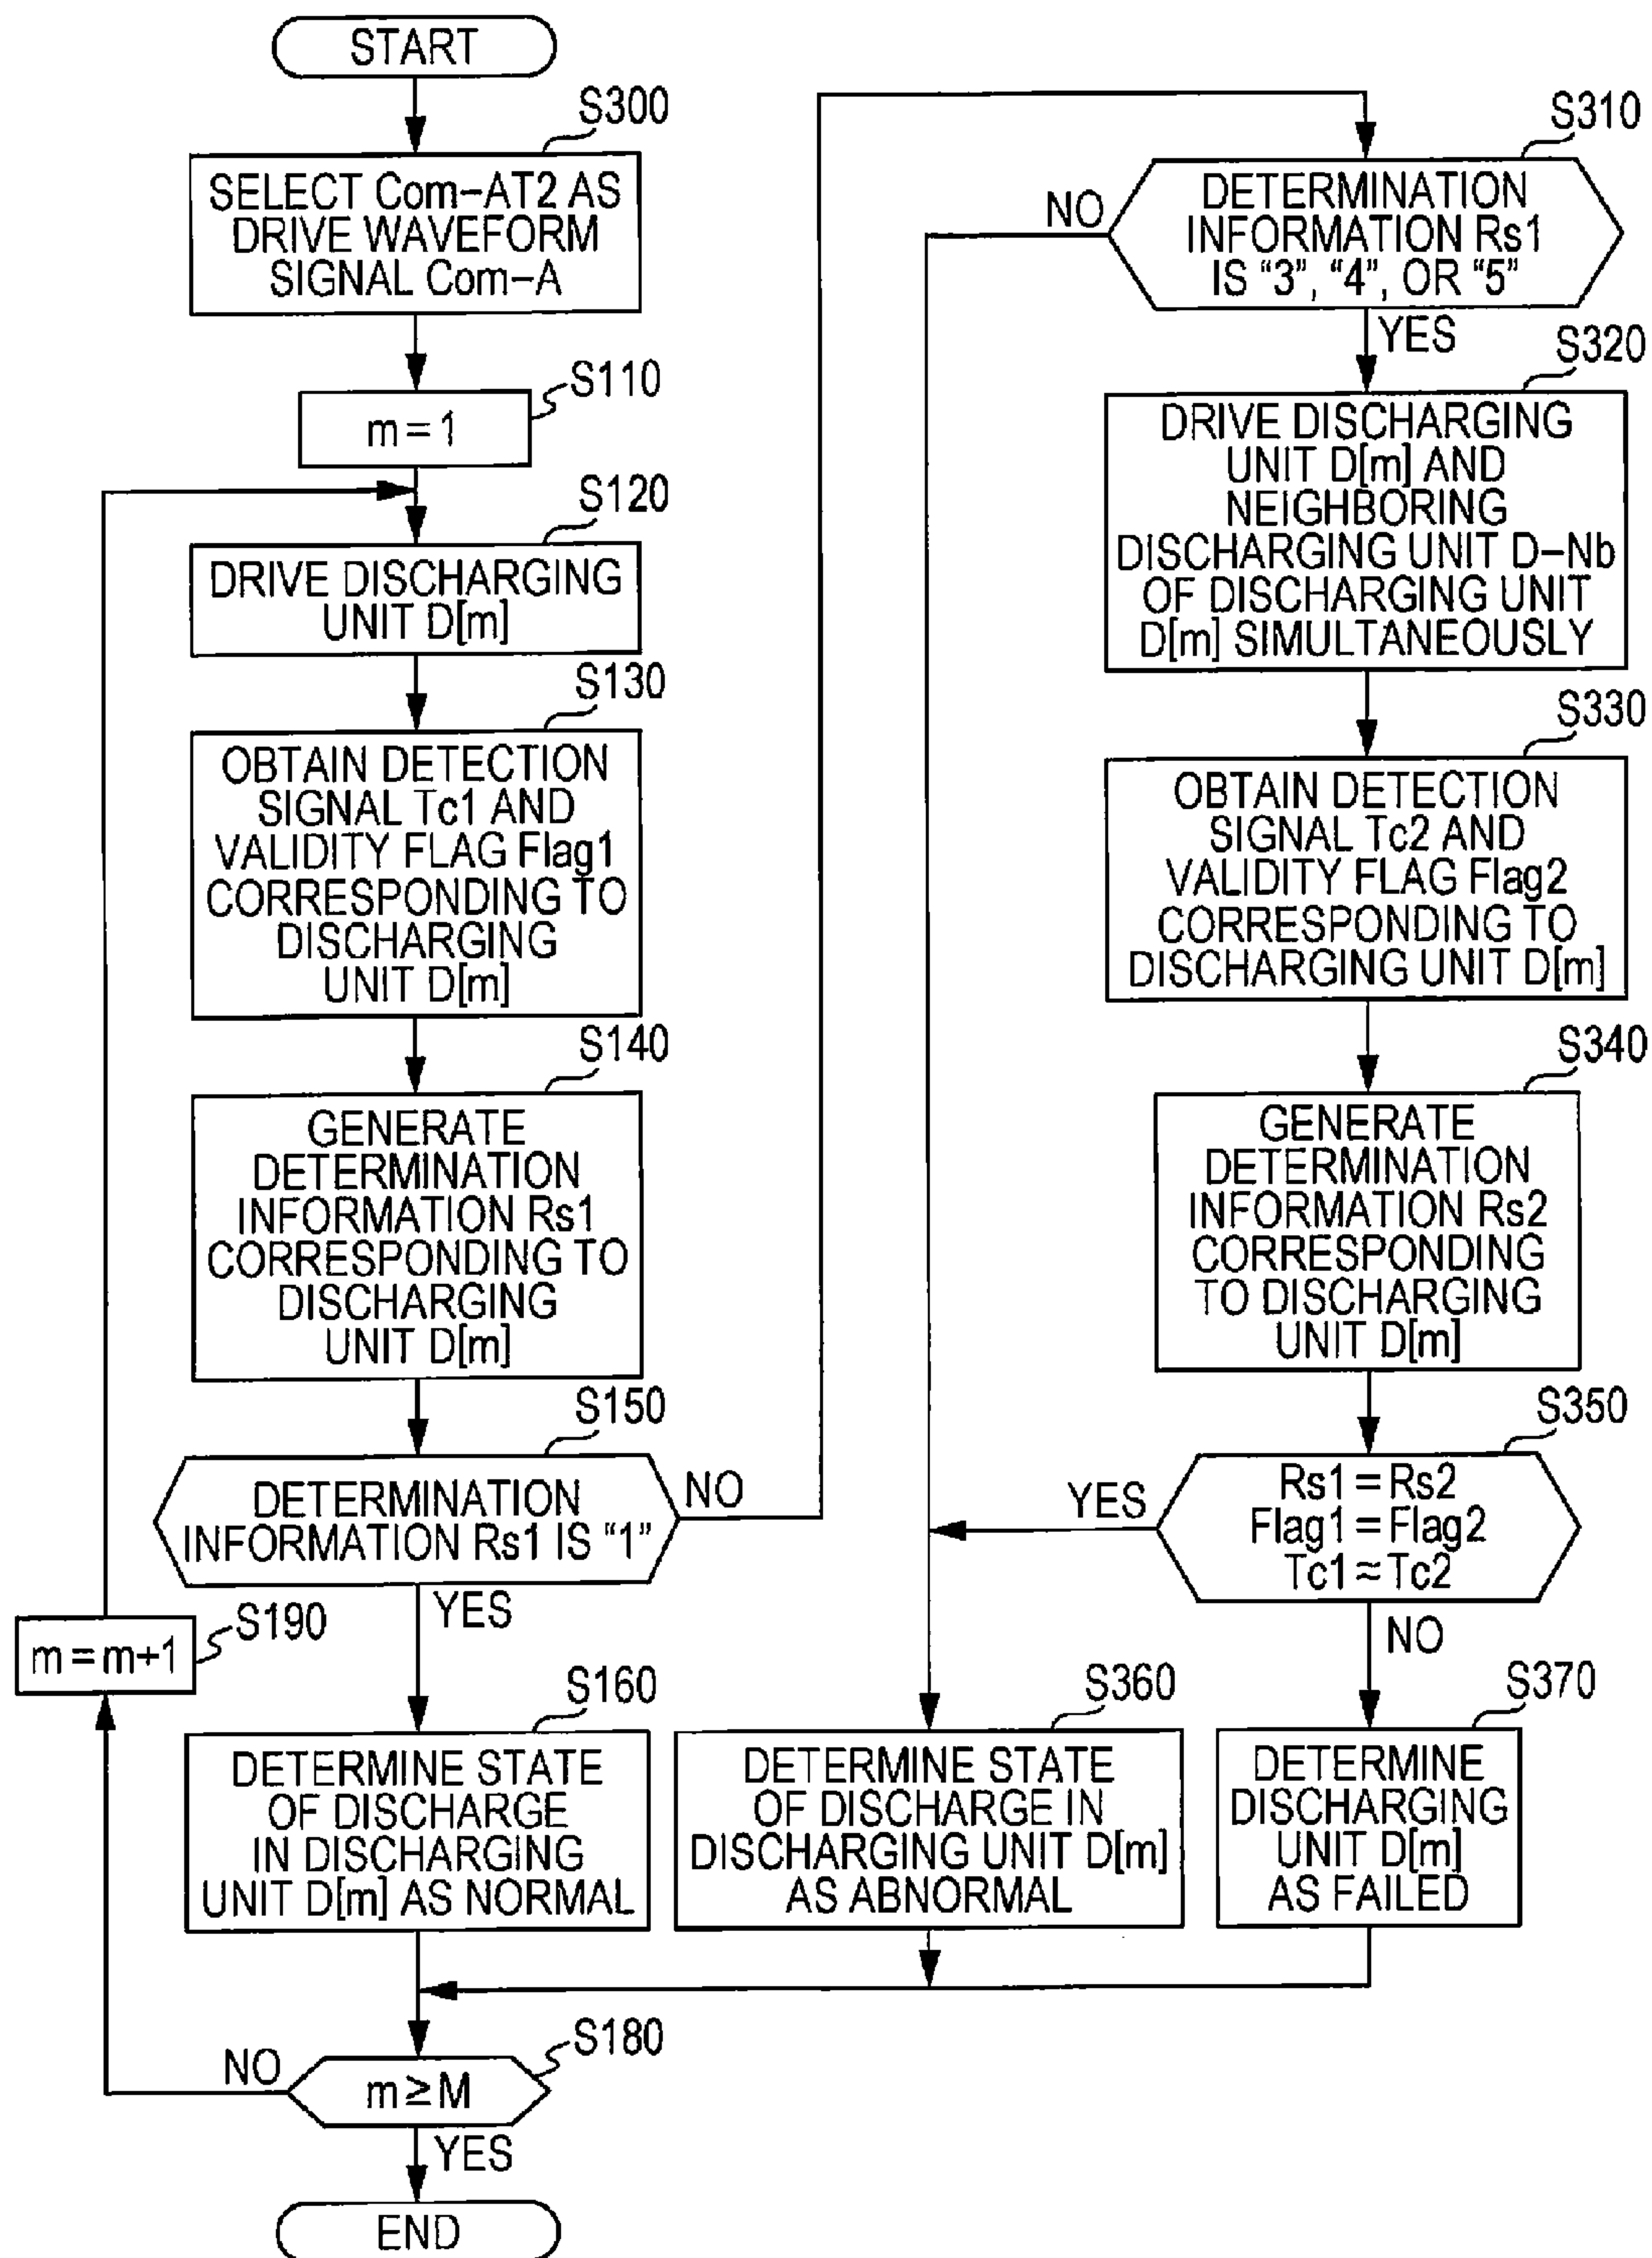 START
S300
SELECT Com-AT2 AS
DRIVE WAVEFORM
SIGNAL Com-A
S110
m = 1
S120
DRIVE DISCHARGING
UNIT D[m]
S130
OBTAIN DETECTION
SIGNAL Tc1 AND
VALIDITY FLAG Flag1
CORRESPONDING TO
DISCHARGING
UNIT D[m]
S140
GENERATE
DETERMINATION
INFORMATION Rs1
CORRESPONDING TO
DISCHARGING
UNIT D[m]
S150
DETERMINATION
INFORMATION Rs1 IS “1”
NO
YES
S190
m = m+1
S160
DETERMINE STATE
OF DISCHARGE
IN DISCHARGING
UNIT D[m] AS NORMAL
S310
DETERMINATION
INFORMATION Rs1
IS “3”, “4”, OR “5”
NO
YES
S320
DRIVE DISCHARGING
UNIT D[m] AND
NEIGHBORING
DISCHARGING UNIT D-Nb
OF DISCHARGING UNIT
D[m] SIMULTANEOUSLY
S330
OBTAIN DETECTION
SIGNAL Tc2 AND
VALIDITY FLAG Flag2
CORRESPONDING TO
DISCHARGING UNIT D[m]
S340
GENERATE
DETERMINATION
INFORMATION Rs2
CORRESPONDING
TO DISCHARGING
UNIT D[m]
S350
Rs1 = Rs2
Flag1 = Flag2
Tc1 ≈ Tc2
YES
NO
S360
DETERMINE STATE
OF DISCHARGE IN
DISCHARGING UNIT D[m]
AS ABNORMAL
S370
DETERMINE
DISCHARGING
UNIT D[m]
AS FAILED
S180
m ≥ M
NO
YES
END